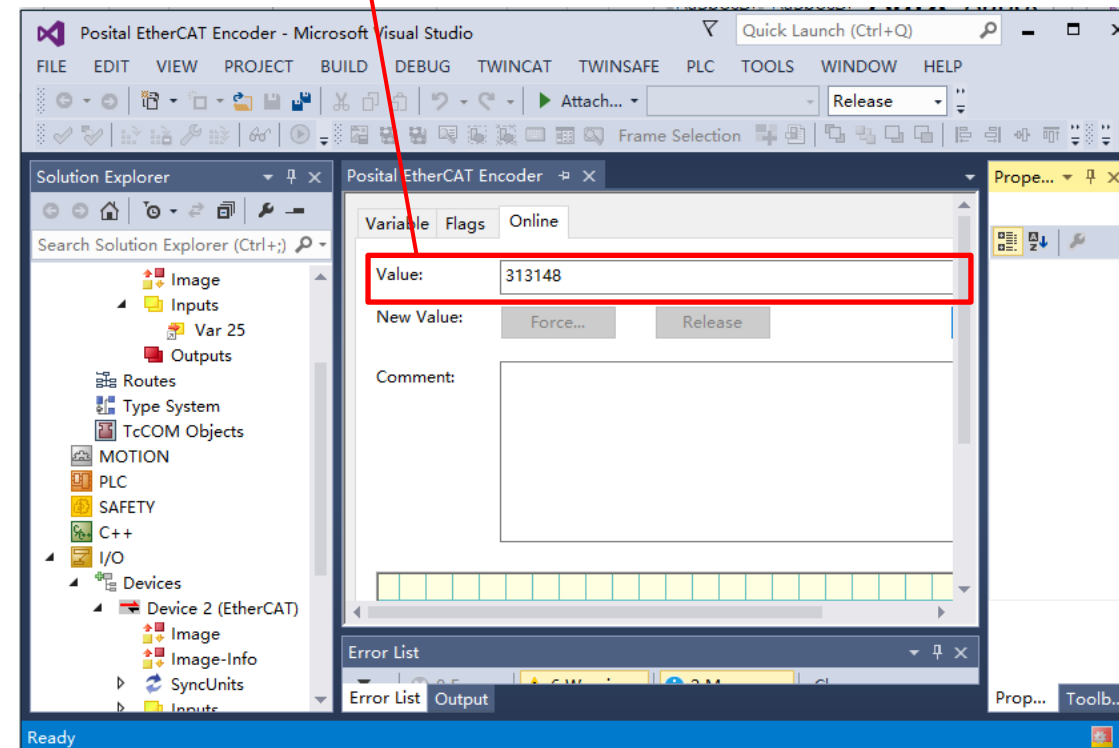 Posital EtherCAT Encoder - Microsoft Visual Studio
Quick Launch (Ctrl+Q)
FILE EDIT VIEW PROJECT BUILD DEBUG TWINCAT TWINSAFE PLC TOOLS WINDOW HELP
Attach... Release
Frame Selection
Solution Explorer
Search Solution Explorer (Ctrl+;)
Image
Inputs
Var 25
Outputs
Routes
Type System
TcCOM Objects
MOTION
PLC
SAFETY
C++
I/O
Devices
Device 2 (EtherCAT)
Image
Image-Info
SyncUnits
Inputs
Posital EtherCAT Encoder
Variable Flags Online
Value: 313148
New Value: Force... Release
Comment:
Error List
Error List Output
Prope...
Prop... Toolb..
Ready